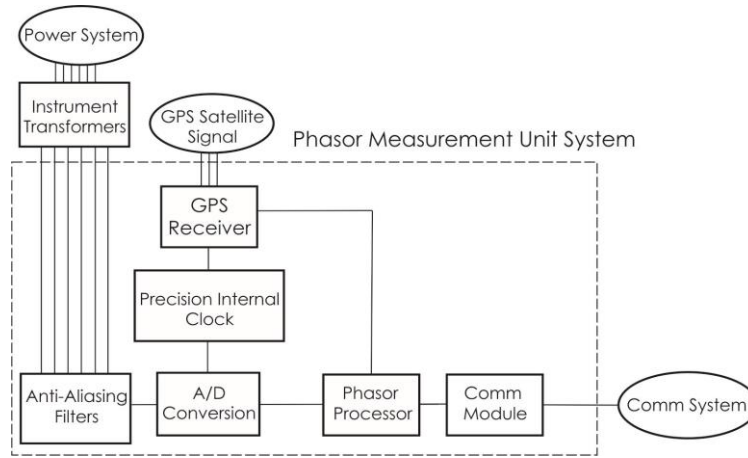 Power System
Instrument
Transformers
GPS Satellite
Signal
Phasor Measurement Unit System
GPS
Receiver
Precision Internal
Clock
Anti-Aliasing
Filters
A/D
Conversion
Phasor
Processor
Comm
Module
Comm System